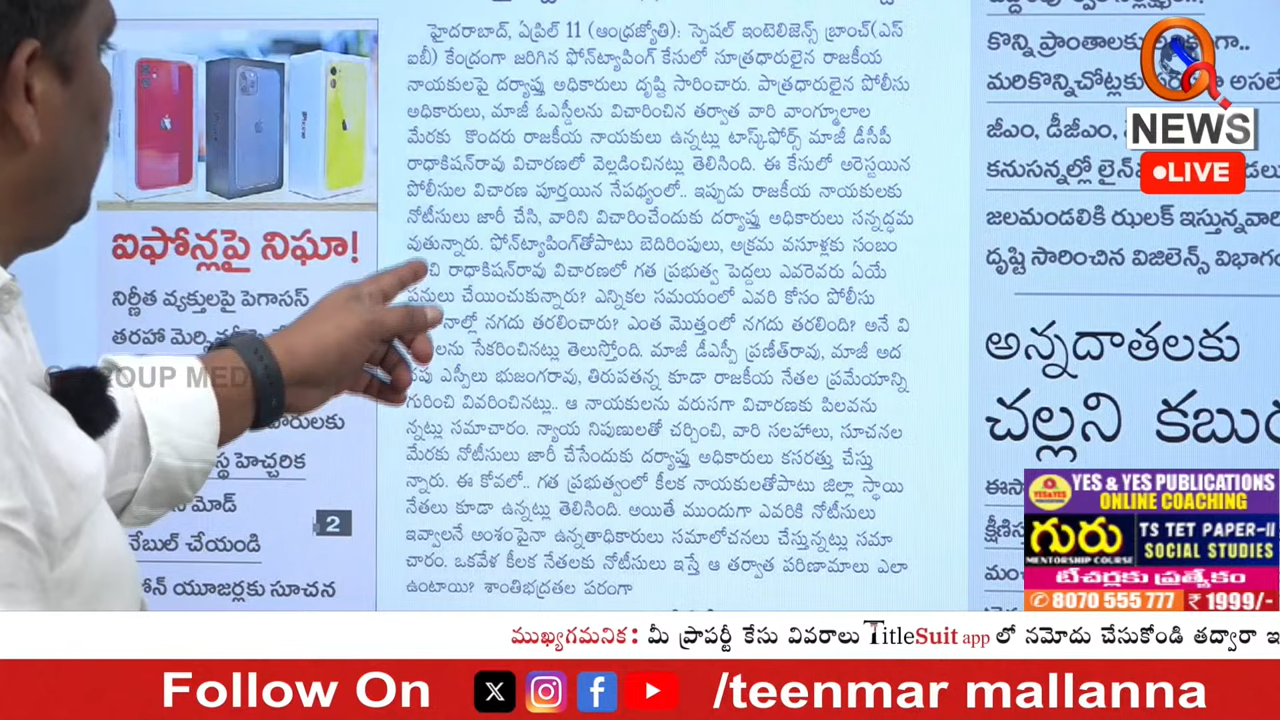 హైదరాబాద్, ఏప్రిల్ 11 (ఆంధ్రజ్యోతి): స్పెషల్ ఇంటెలిజెన్స్ బ్రాంచ్(ఎస్
ఐబీ) కేంద్రంగా జరిగిన ఫోన్‌ట్యాపింగ్ కేసులో సూత్రధారులైన రాజకీయ
నాయకులపై దర్యాప్తు అధికారులు దృష్టి సారించారు. పాత్రధారులైన పోలీసు
అధికారులు, మాజీ ఓఎస్డీలను విచారించిన తర్వాత వారి వాంగ్మూలాల
మేరకు కొందరు రాజకీయ నాయకులు ఉన్నట్లు టాస్క్‌ఫోర్స్ మాజీ డీసీపీ
రాధాకిషన్‌రావు విచారణలో వెల్లడించినట్లు తెలిసింది. ఈ కేసులో అరెస్టయిన
పోలీసుల విచారణ పూర్తయిన నేపథ్యంలో.. ఇప్పుడు రాజకీయ నాయకులకు
నోటీసులు జారీ చేసి, వారిని విచారించేందుకు దర్యాప్తు అధికారులు సన్నద్ధమ
వుతున్నారు. ఫోన్‌ట్యాపింగ్‌తోపాటు బెదిరింపులు, అక్రమ వసూళ్లకు సంబం
చి రాధాకిషన్‌రావు విచారణలో గత ప్రభుత్వ పెద్దలు ఎవరెవరు ఏయే
పనులు చేయించుకున్నారు? ఎన్నికల సమయంలో ఎవరి కోసం పోలీసు
నాల్లో నగదు తరలించారు? ఎంత మొత్తంలో నగదు తరలింది? అనే వి
లను సేకరించినట్లు తెలుస్తోంది. మాజీ డీఎస్పీ ప్రణీత్‌రావు, మాజీ అద
నపు ఎస్పీలు భుజంగరావు, తిరుపతన్న కూడా రాజకీయ నేతల ప్రమేయాన్ని
గురించి వివరించినట్లు.. ఆ నాయకులను వరుసగా విచారణకు పిలవను
న్నట్లు సమాచారం. న్యాయ నిపుణులతో చర్చించి, వారి సలహాలు, సూచనల
మేరకు నోటీసులు జారీ చేసేందుకు దర్యాప్తు అధికారులు కసరత్తు చేస్తు
న్నారు. ఈ కోవలో.. గత ప్రభుత్వంలో కీలక నాయకులతోపాటు జిల్లా స్థాయి
నేతలు కూడా ఉన్నట్లు తెలిసింది. అయితే ముందుగా ఎవరికి నోటీసులు
ఇవ్వాలనే అంశంపైనా ఉన్నతాధికారులు సమాలోచనలు చేస్తున్నట్లు సమా
చారం. ఒకవేళ కీలక నేతలకు నోటీసులు ఇస్తే ఆ తర్వాత పరిణామాలు ఎలా
ఉంటాయి? శాంతిభద్రతల పరంగా
ఐఫోన్లపై నిఘా!
నిర్ణీత వ్యక్తులపై పెగాసస్
తరహా
GROUP MED
హెచ్చరిక
మోడ్
నేబుల్ చేయండి
యూజర్లకు సూచన
2
కొన్ని ప్రాంతాలకు
మరికొన్నిచోట్లకు
జీఎం, డీజీఎం,
కనుసన్నల్లో
జలమండలికి ఝలక్ ఇస్తున్నవారి
దృష్టి సారించిన విజిలెన్స్ విభాగం
అన్నదాతలకు
చల్లని
NEWS
LIVE
YES & YES PUBLICATIONS
ONLINE COACHING
YES&YES
గురు
MENTORSHIP COURSE
TS TET PAPER-II
SOCIAL STUDIES
టీచర్లకు ప్రత్యేకం
8070 555 777 ₹ 1999/-
ముఖ్యగమనిక: మీ ప్రాపర్టీ కేసు వివరాలు TitleSuit app లో నమోదు చేసుకోండి తద్వారా
Follow On X /teenmar mallanna